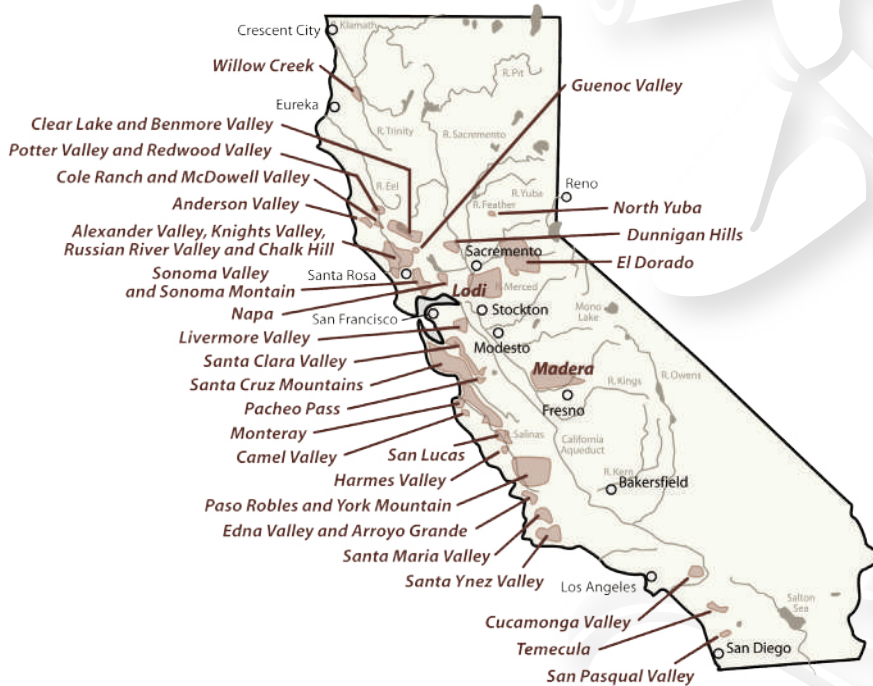 Crescent City
R. Klamath
Willow Creek
R. Pit
Guenoc Valley
Eureka
Clear Lake and Benmore Valley
R. Trinity
R. Sacremento
Potter Valley and Redwood Valley
Cole Ranch and McDowell Valley
R. Eel
R. Yuba
Reno
Anderson Valley
R. Feather
North Yuba
Alexander Valley, Knights Valley,
Russian River Valley and Chalk Hill
Dunnigan Hills
Sacremento
El Dorado
Sonoma Valley
and Sonoma Montain
Santa Rosa
Lodi
R. Merced
Napa
San Francisco
Stockton
Mono
Lake
Livermore Valley
Modesto
Santa Clara Valley
Madera
Santa Cruz Mountains
R. Kings
R. Owens
Pacheo Pass
Fresno
Monteray
R. Salinas
California
Aqueduct
Camel Valley
San Lucas
Harmes Valley
R. Kern
Bakersfield
Paso Robles and York Mountain
Edna Valley and Arroyo Grande
Santa Maria Valley
Santa Ynez Valley
Los Angeles
Salton
Sea
Cucamonga Valley
Temecula
San Diego
San Pasqual Valley